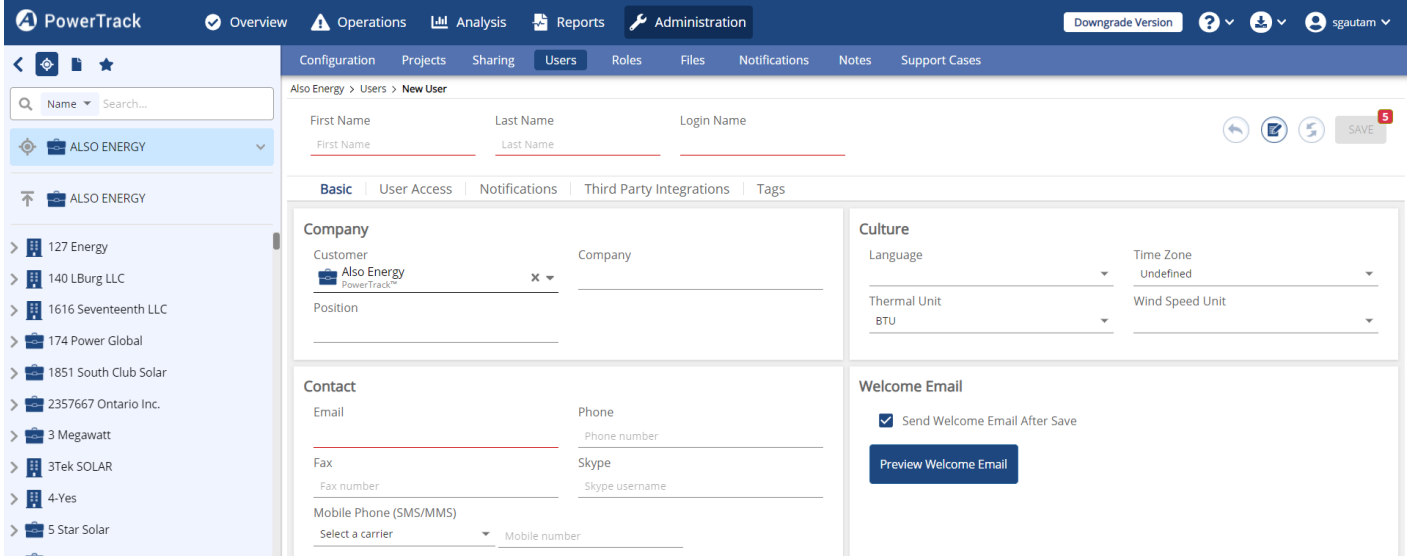 PowerTrack Overview Operations Analysis Reports Administration Downgrade Version ? sgautam
Configuration Projects Sharing Users Roles Files Notifications Notes Support Cases
Name Search...
ALSO ENERGY
ALSO ENERGY
127 Energy
140 LBurg LLC
1616 Seventeenth LLC
174 Power Global
1851 South Club Solar
2357667 Ontario Inc.
3 Megawatt
3Tek SOLAR
4-Yes
5 Star Solar
Also Energy > Users > New User
First Name Last Name Login Name
First Name Last Name
SAVE 5
Basic User Access Notifications Third Party Integrations Tags
Company
Customer Company
Also Energy
PowerTrack™
Position
Culture
Language Time Zone
Undefined
Thermal Unit Wind Speed Unit
BTU
Contact
Email Phone
Phone number
Fax Skype
Fax number Skype username
Mobile Phone (SMS/MMS)
Select a carrier Mobile number
Welcome Email
Send Welcome Email After Save
Preview Welcome Email